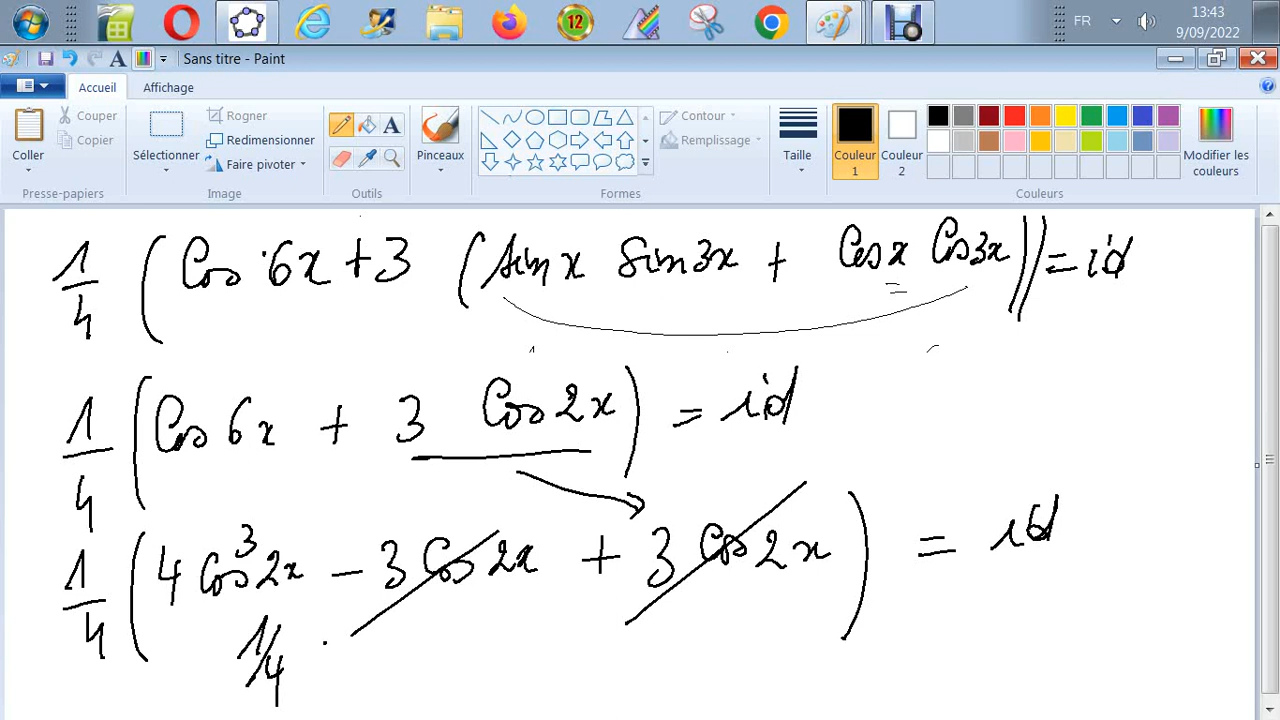 FR
13:43
9/09/2022
12
Sans titre - Paint
Accueil
Affichage
Coller
Couper
Copier
Presse-papiers
Sélectionner
Rogner
Redimensionner
Faire pivoter
Image
A
Outils
Pinceaux
Contour
Remplissage
Formes
Taille
Couleur 1
Couleur 2
Modifier les couleurs
Couleurs
1/4 (Cos 6x + 3 (sin x Sin 3x + Cos x Cos 3x)) = id
1/4 (Cos 6x + 3 Cos 2x) = id
1/4 (4 Cos³ 2x - 3 Cos 2x + 3 Cos 2x) = id
1/4 .